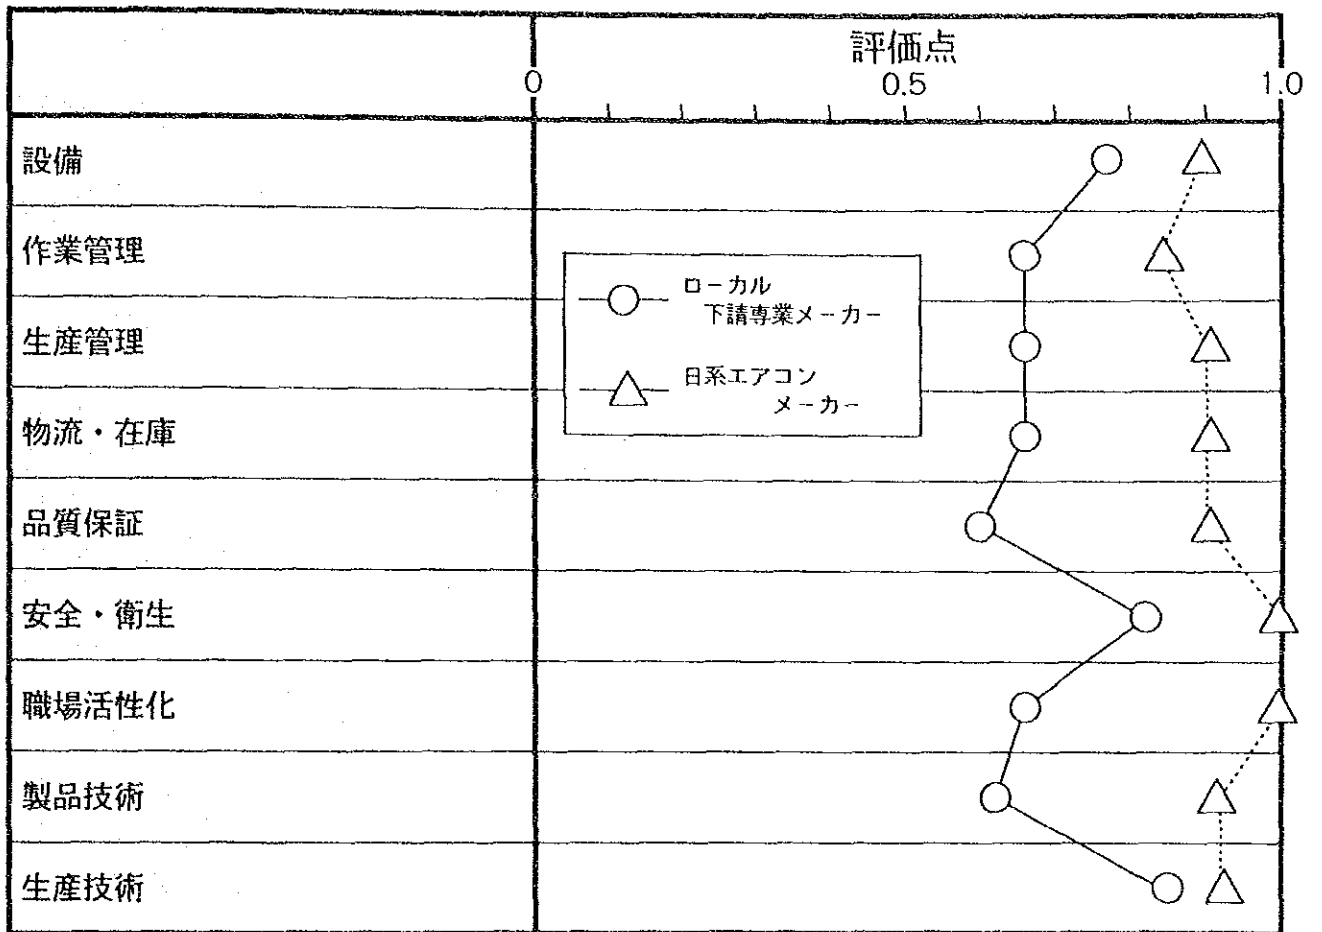 評価点
0 0.5 1.0
設備
作業管理
ローカル
下請専業メーカー
生産管理
日系エアコン
メーカー
物流・在庫
品質保証
安全・衛生
職場活性化
製品技術
生産技術